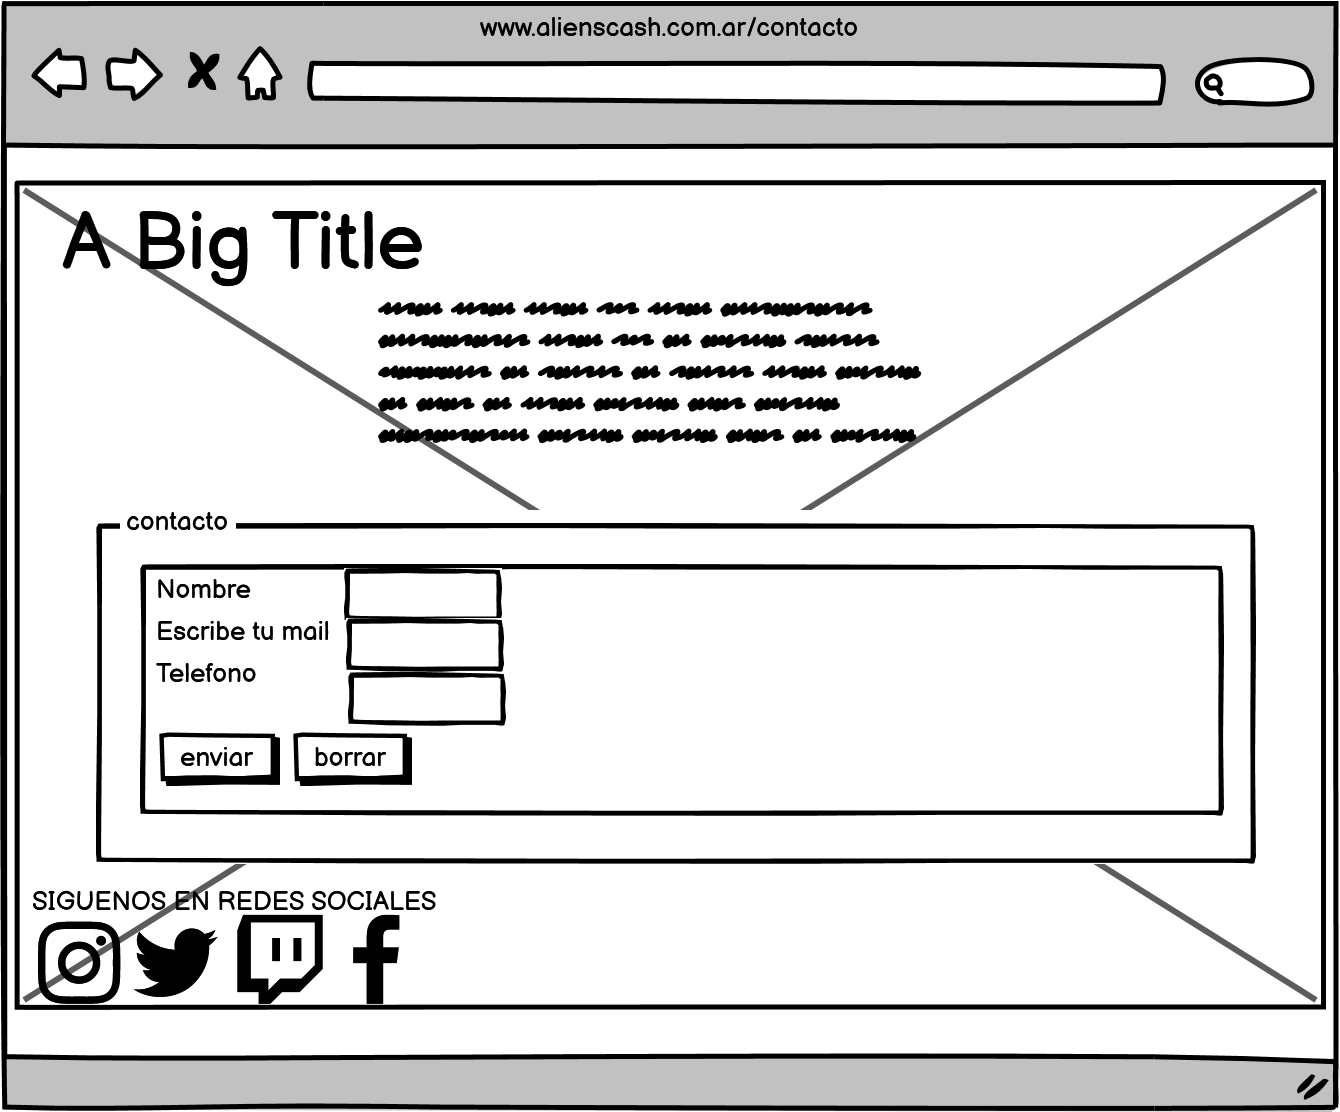 www.alienscash.com.ar/contacto
A Big Title
contacto
Nombre
Escribe tu mail
Telefono
enviar borrar
SIGUENOS EN REDES SOCIALES